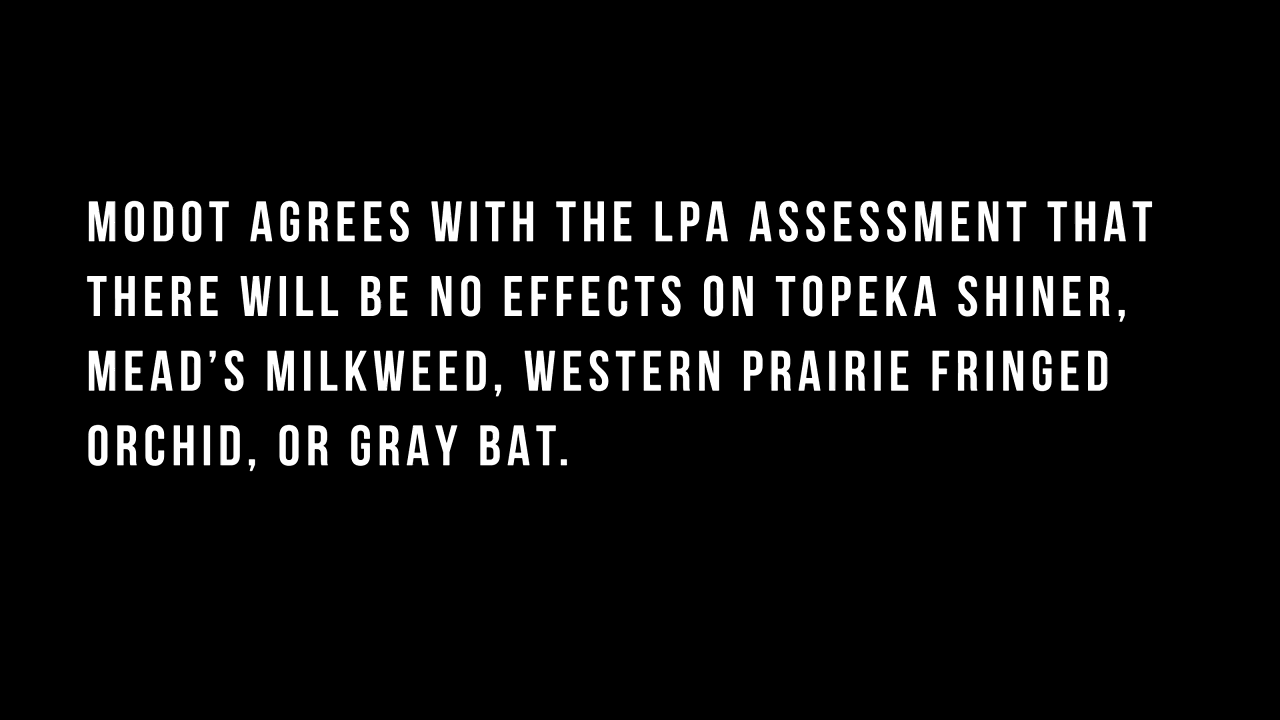 MODOT AGREES WITH THE LPA ASSESSMENT THAT
THERE WILL BE NO EFFECTS ON TOPEKA SHINER,
MEAD’S MILKWEED, WESTERN PRAIRIE FRINGED
ORCHID, OR GRAY BAT.